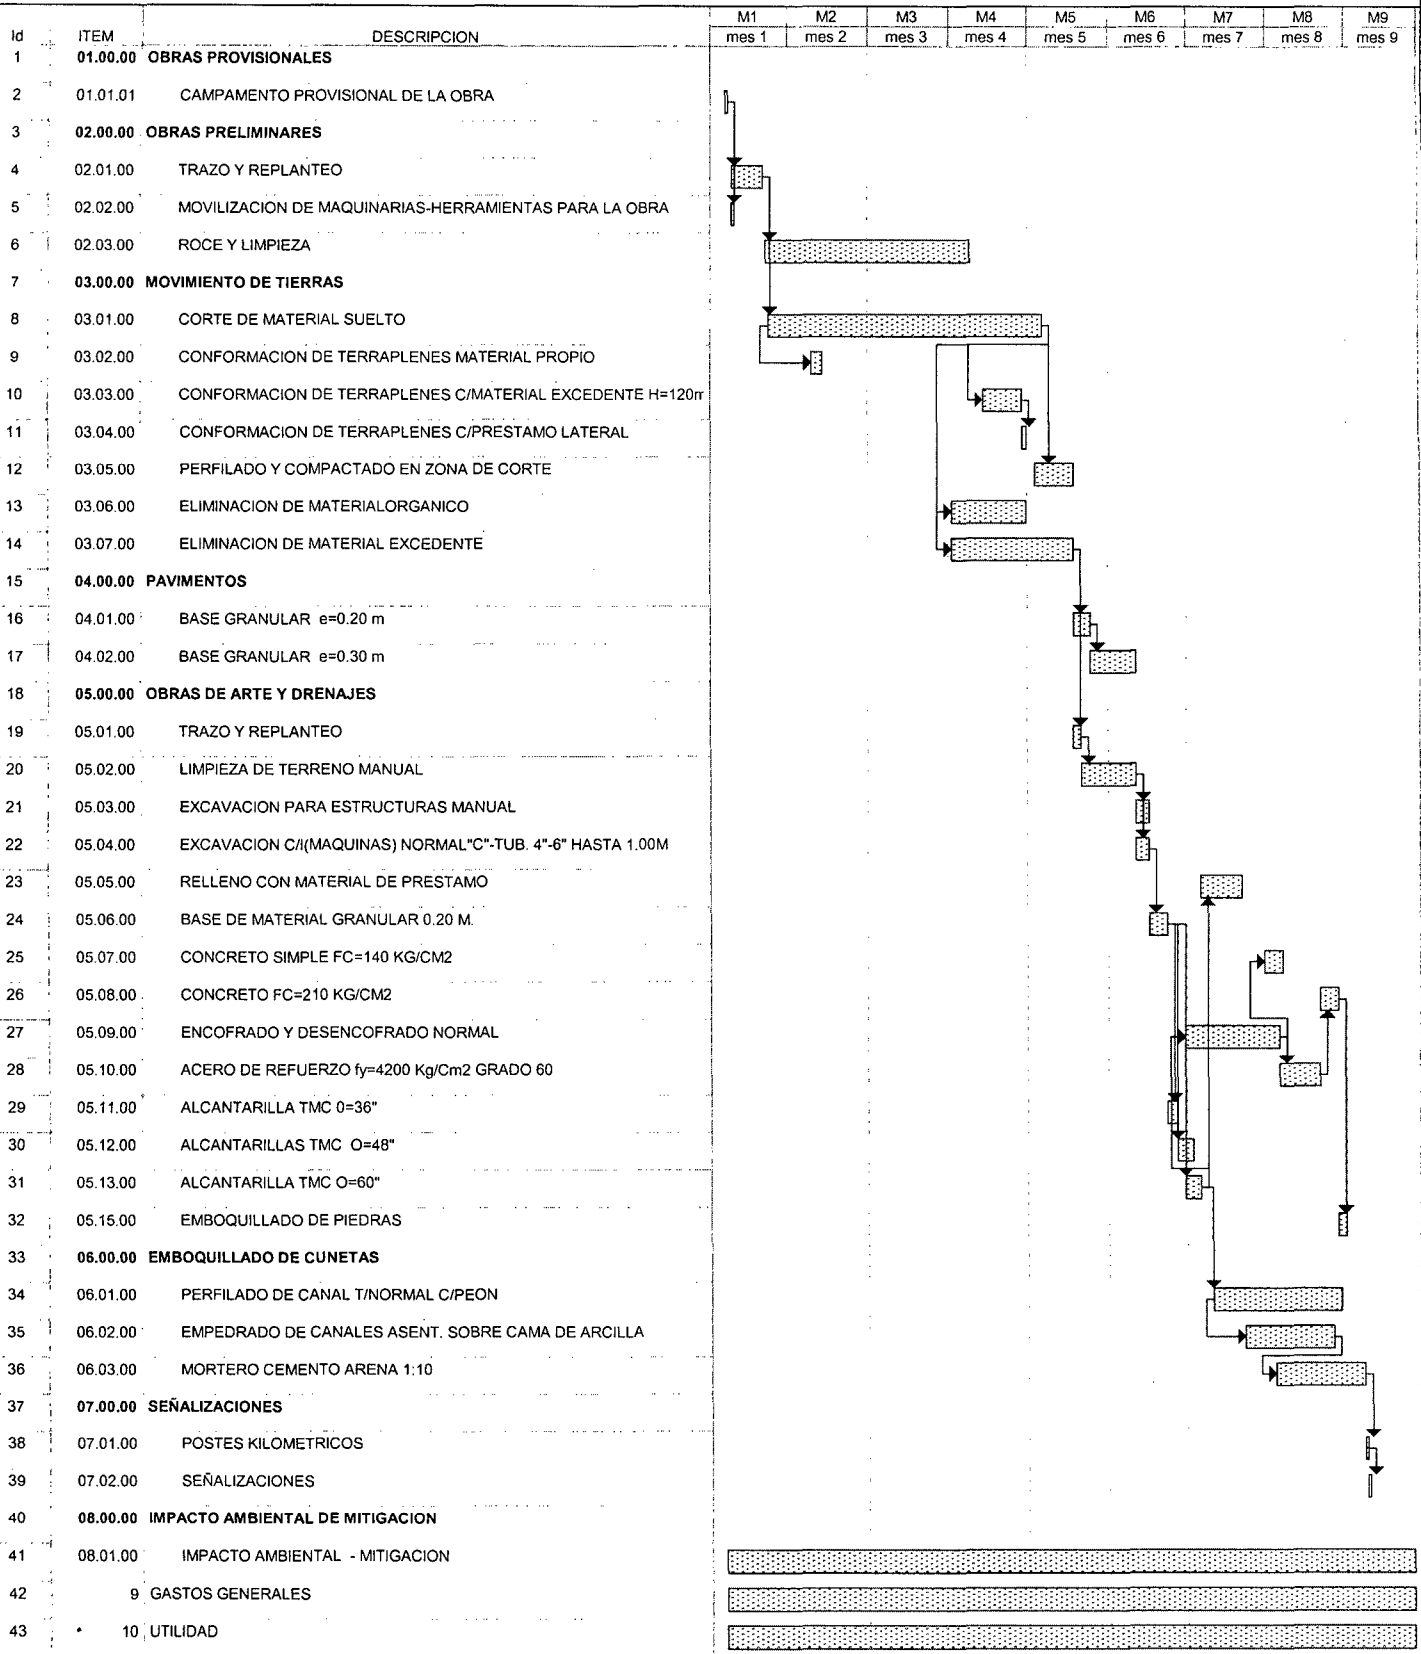 M1 M2 M3 M4 M5 M6 M7 M8 M9
Id ITEM DESCRIPCION mes 1 mes 2 mes 3 mes 4 mes 5 mes 6 mes 7 mes 8 mes 9
1 01.00.00 OBRAS PROVISIONALES
2 01.01.01 CAMPAMENTO PROVISIONAL DE LA OBRA
3 02.00.00 OBRAS PRELIMINARES
4 02.01.00 TRAZO Y REPLANTEO
5 02.02.00 MOVILIZACION DE MAQUINARIAS-HERRAMIENTAS PARA LA OBRA
6 02.03.00 ROCE Y LIMPIEZA
7 03.00.00 MOVIMIENTO DE TIERRAS
8 03.01.00 CORTE DE MATERIAL SUELTO
9 03.02.00 CONFORMACION DE TERRAPLENES MATERIAL PROPIO
10 03.03.00 CONFORMACION DE TERRAPLENES C/MATERIAL EXCEDENTE H=120m
11 03.04.00 CONFORMACION DE TERRAPLENES C/PRESTAMO LATERAL
12 03.05.00 PERFILADO Y COMPACTADO EN ZONA DE CORTE
13 03.06.00 ELIMINACION DE MATERIALORGANICO
14 03.07.00 ELIMINACION DE MATERIAL EXCEDENTE
15 04.00.00 PAVIMENTOS
16 04.01.00 BASE GRANULAR e=0.20 m
17 04.02.00 BASE GRANULAR e=0.30 m
18 05.00.00 OBRAS DE ARTE Y DRENAJES
19 05.01.00 TRAZO Y REPLANTEO
20 05.02.00 LIMPIEZA DE TERRENO MANUAL
21 05.03.00 EXCAVACION PARA ESTRUCTURAS MANUAL
22 05.04.00 EXCAVACION C/I(MAQUINAS) NORMAL"C"-TUB. 4"-6" HASTA 1.00M
23 05.05.00 RELLENO CON MATERIAL DE PRESTAMO
24 05.06.00 BASE DE MATERIAL GRANULAR 0.20 M.
25 05.07.00 CONCRETO SIMPLE FC=140 KG/CM2
26 05.08.00 CONCRETO FC=210 KG/CM2
27 05.09.00 ENCOFRADO Y DESENCOFRADO NORMAL
28 05.10.00 ACERO DE REFUERZO fy=4200 Kg/Cm2 GRADO 60
29 05.11.00 ALCANTARILLA TMC 0=36"
30 05.12.00 ALCANTARILLAS TMC O=48"
31 05.13.00 ALCANTARILLA TMC O=60"
32 05.15.00 EMBOQUILLADO DE PIEDRAS
33 06.00.00 EMBOQUILLADO DE CUNETAS
34 06.01.00 PERFILADO DE CANAL T/NORMAL C/PEON
35 06.02.00 EMPEDRADO DE CANALES ASENT. SOBRE CAMA DE ARCILLA
36 06.03.00 MORTERO CEMENTO ARENA 1:10
37 07.00.00 SEÑALIZACIONES
38 07.01.00 POSTES KILOMETRICOS
39 07.02.00 SEÑALIZACIONES
40 08.00.00 IMPACTO AMBIENTAL DE MITIGACION
41 08.01.00 IMPACTO AMBIENTAL - MITIGACION
42 9 GASTOS GENERALES
43 10 UTILIDAD